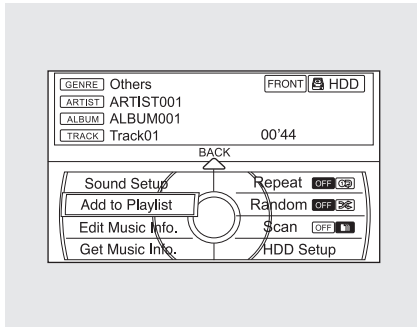 GENRE Others FRONT HDD
ARTIST ARTIST001
ALBUM ALBUM001
TRACK Track01 00'44
BACK
Sound Setup Repeat OFF
Add to Playlist Random OFF
Edit Music Info. Scan OFF
Get Music Info. HDD Setup